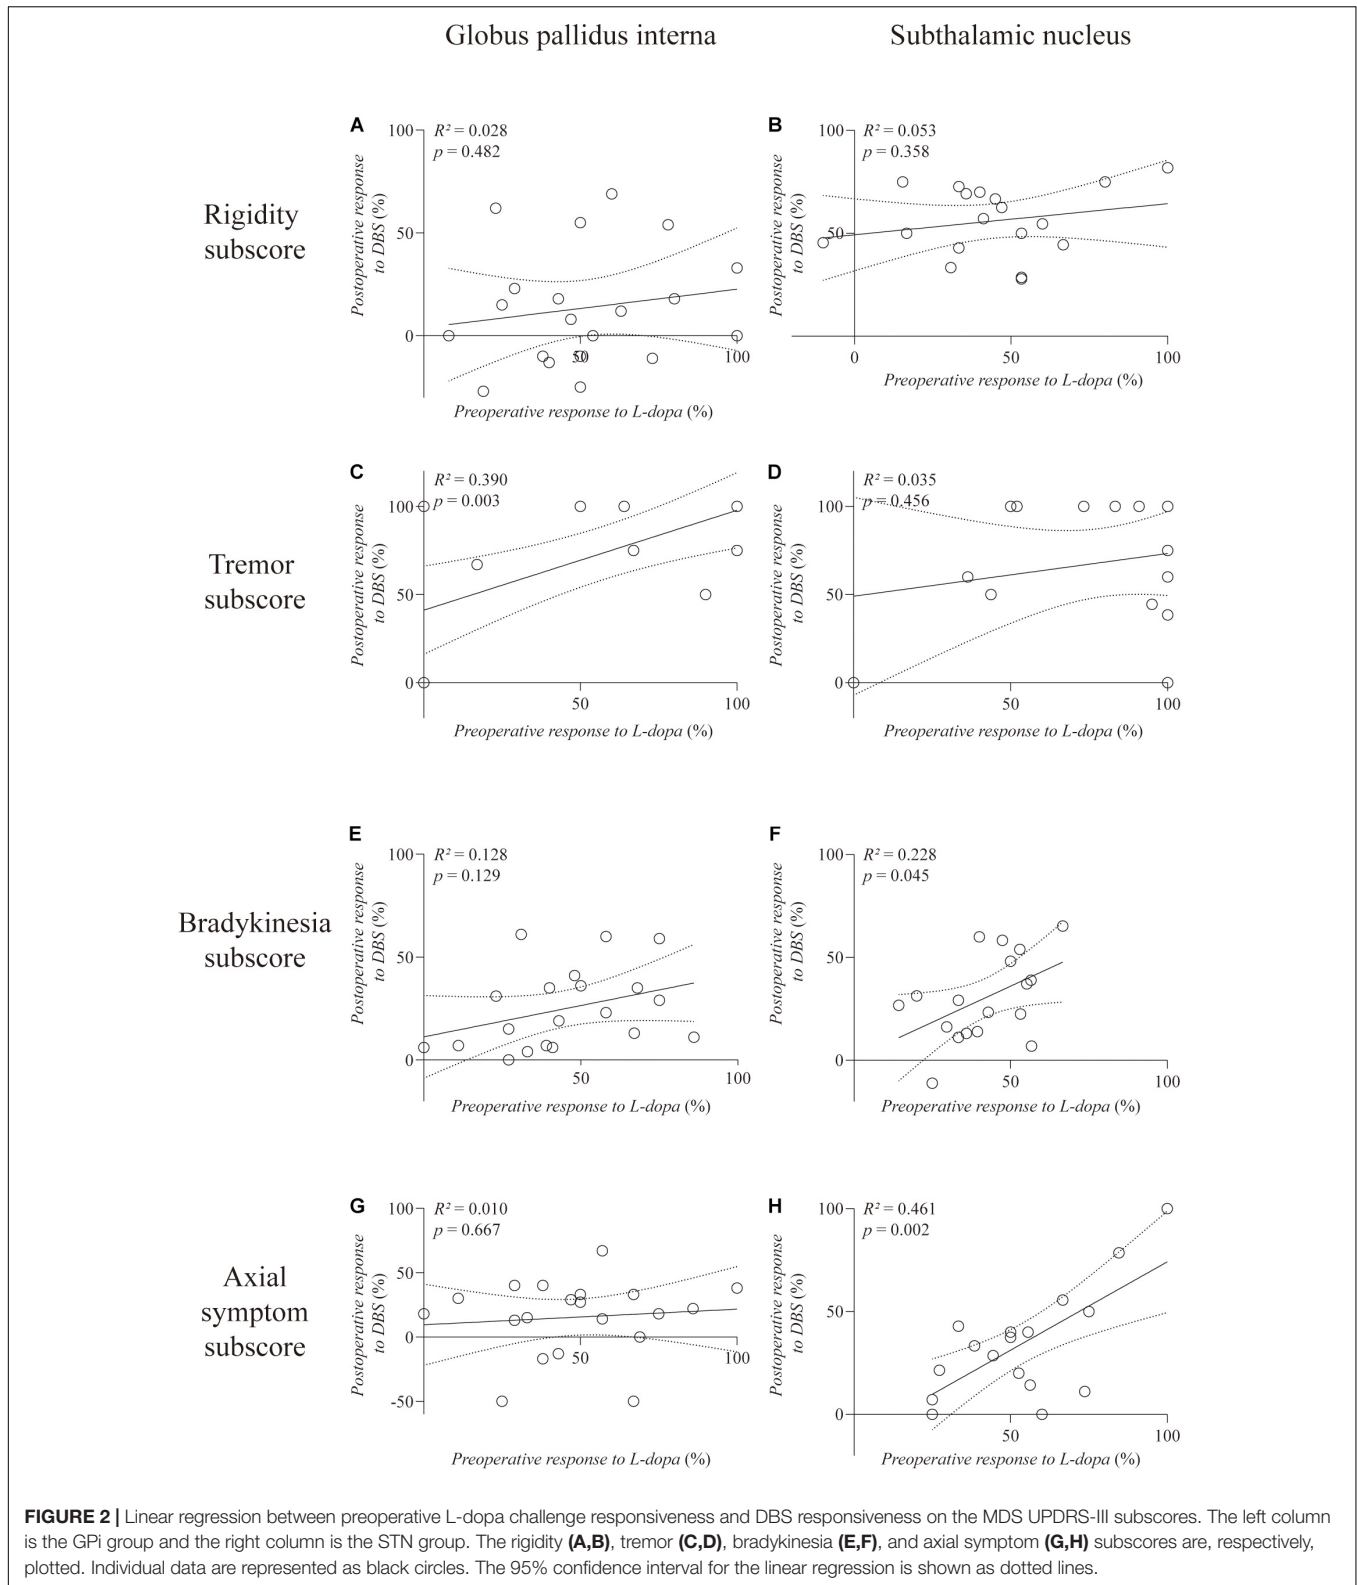 Globus pallidus interna
Subthalamic nucleus
Rigidity
subscore
A
R² = 0.028
p = 0.482
Postoperative response
to DBS (%)
100
50
0
50
100
Preoperative response to L-dopa (%)
B
R² = 0.053
p = 0.358
Postoperative response
to DBS (%)
100
50
0
50
100
Preoperative response to L-dopa (%)
Tremor
subscore
C
R² = 0.390
p = 0.003
Postoperative response
to DBS (%)
100
50
0
50
100
Preoperative response to L-dopa (%)
D
R² = 0.035
p = 0.456
Postoperative response
to DBS (%)
100
50
0
50
100
Preoperative response to L-dopa (%)
Bradykinesia
subscore
E
R² = 0.128
p = 0.129
Postoperative response
to DBS (%)
100
50
0
50
100
Preoperative response to L-dopa (%)
F
R² = 0.228
p = 0.045
Postoperative response
to DBS (%)
100
50
0
50
100
Preoperative response to L-dopa (%)
Axial
symptom
subscore
G
R² = 0.010
p = 0.667
Postoperative response
to DBS (%)
100
50
0
-50
50
100
Preoperative response to L-dopa (%)
H
R² = 0.461
p = 0.002
Postoperative response
to DBS (%)
100
50
0
50
100
Preoperative response to L-dopa (%)
FIGURE 2 | Linear regression between preoperative L-dopa challenge responsiveness and DBS responsiveness on the MDS UPDRS-III subscores. The left column
is the GPi group and the right column is the STN group. The rigidity (A,B), tremor (C,D), bradykinesia (E,F), and axial symptom (G,H) subscores are, respectively,
plotted. Individual data are represented as black circles. The 95% confidence interval for the linear regression is shown as dotted lines.